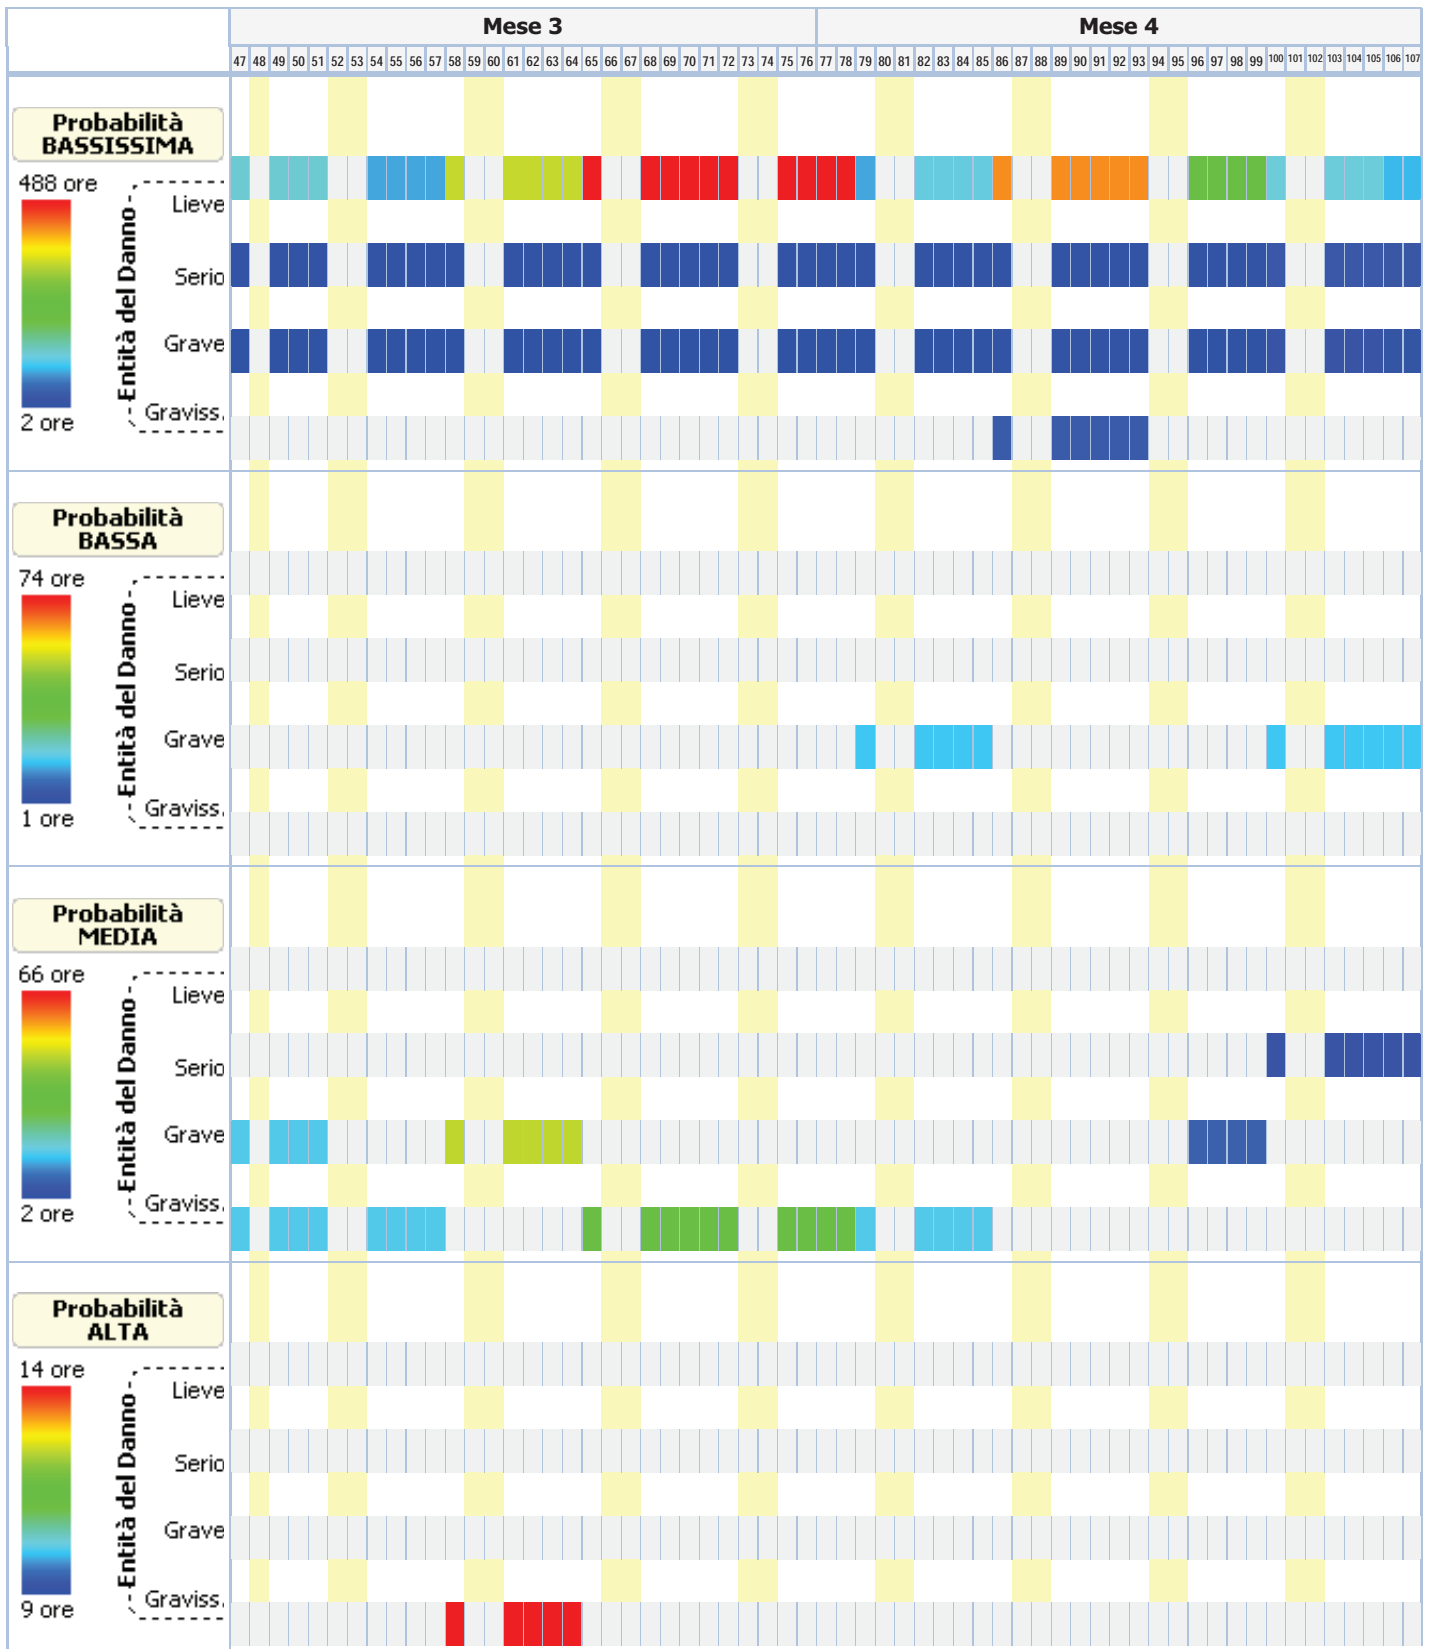 Mese 3 Mese 4
47 48 49 50 51 52 53 54 55 56 57 58 59 60 61 62 63 64 65 66 67 68 69 70 71 72 73 74 75 76 77 78 79 80 81 82 83 84 85 86 87 88 89 90 91 92 93 94 95 96 97 98 99 100 101 102 103 104 105 106 107
Probabilità
BASSISSIMA
488 ore
Entità del Danno
Lieve
Serio
Grave
Graviss.
2 ore
Probabilità
BASSA
74 ore
Entità del Danno
Lieve
Serio
Grave
Graviss.
1 ore
Probabilità
MEDIA
66 ore
Entità del Danno
Lieve
Serio
Grave
Graviss.
2 ore
Probabilità
ALTA
14 ore
Entità del Danno
Lieve
Serio
Grave
Graviss.
9 ore